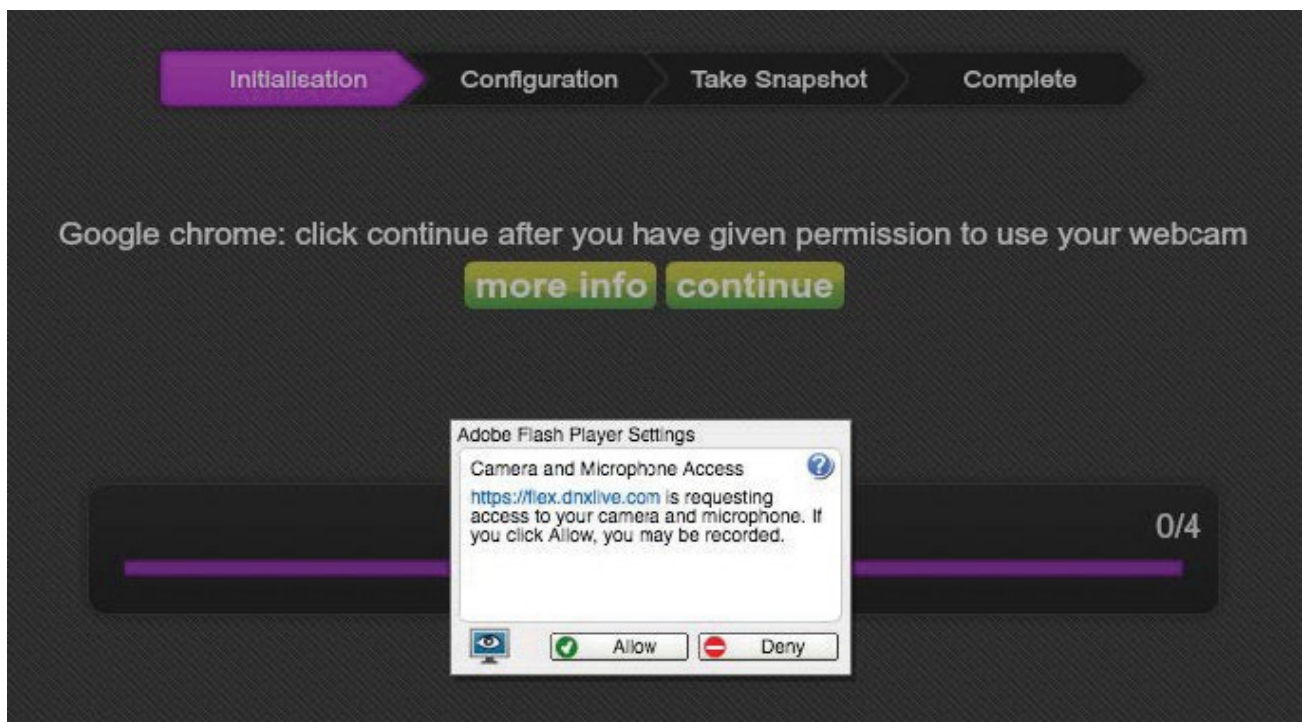 Initialisation Configuration Take Snapshot Complete
Google chrome: click continue after you have given permission to use your webcam
more info continue
Adobe Flash Player Settings
Camera and Microphone Access
https://flex.dnxlive.com is requesting
access to your camera and microphone. If
you click Allow, you may be recorded.
0/4
Allow Deny